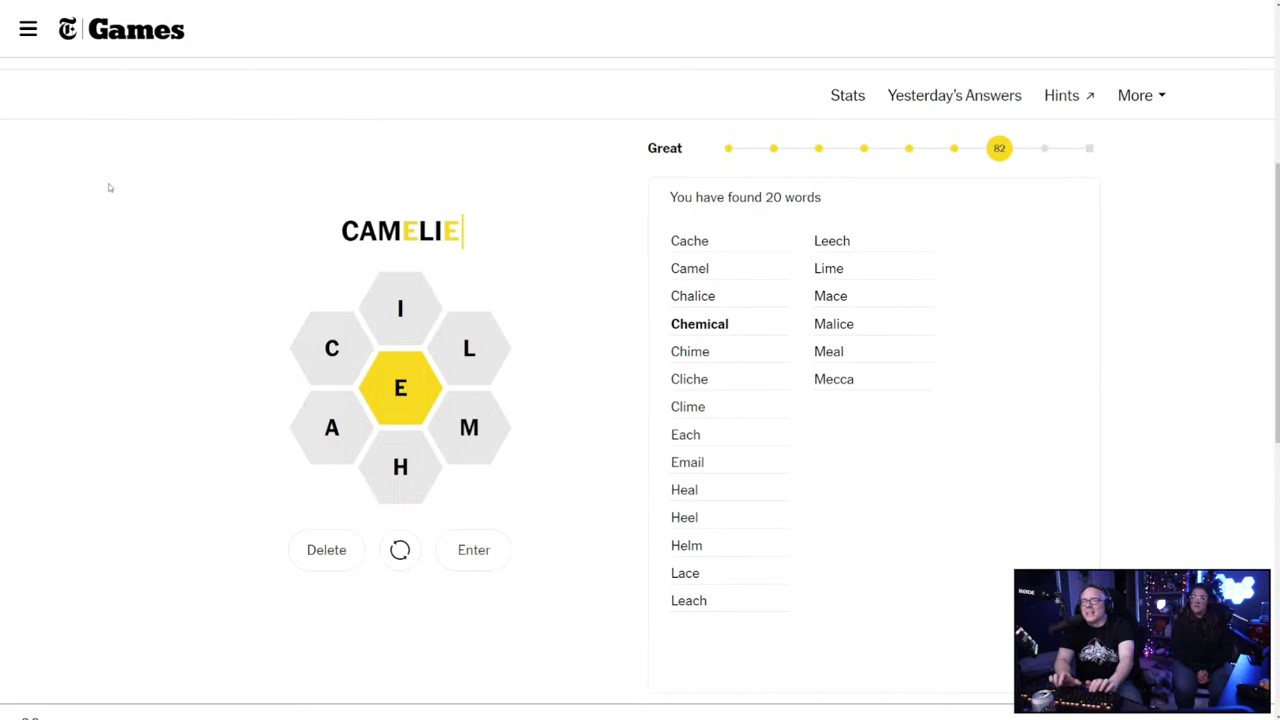 T Games
Stats Yesterday's Answers Hints ↗ More
Great 82
You have found 20 words
CAMELIE
Cache Leech
Camel Lime
Chalice Mace
Chemical Malice
Chime Meal
Cliche Mecca
Clime
Each
Email
Heal
Heel
Helm
Lace
Leach
I
C L
E
A M
H
Delete Enter
RØDE